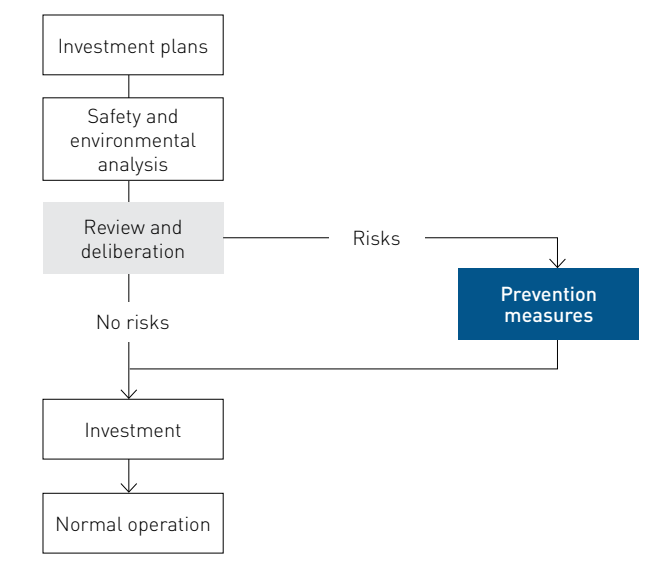 Investment plans
Safety and
environmental
analysis
Review and
deliberation
Risks
Prevention
measures
No risks
Investment
Normal operation